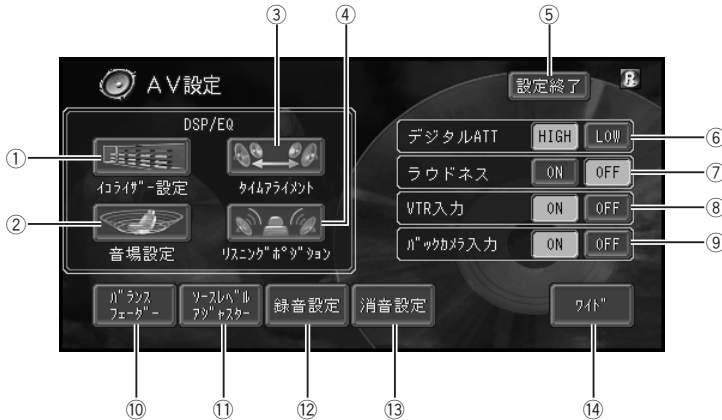 ③ ④ ⑤
AV設定
設定終了
DSP/EQ
①
イコライザー設定
タイムアライメント
②
音場設定
リスニングポジション
デジタルATT HIGH LOW ⑥
ラウドネス ON OFF ⑦
VTR入力 ON OFF ⑧
バックカメラ入力 ON OFF ⑨
バランス
フェーダー
ソースレベル
アジャスター
録音設定
消音設定
ワイド
⑩ ⑪ ⑫ ⑬ ⑭